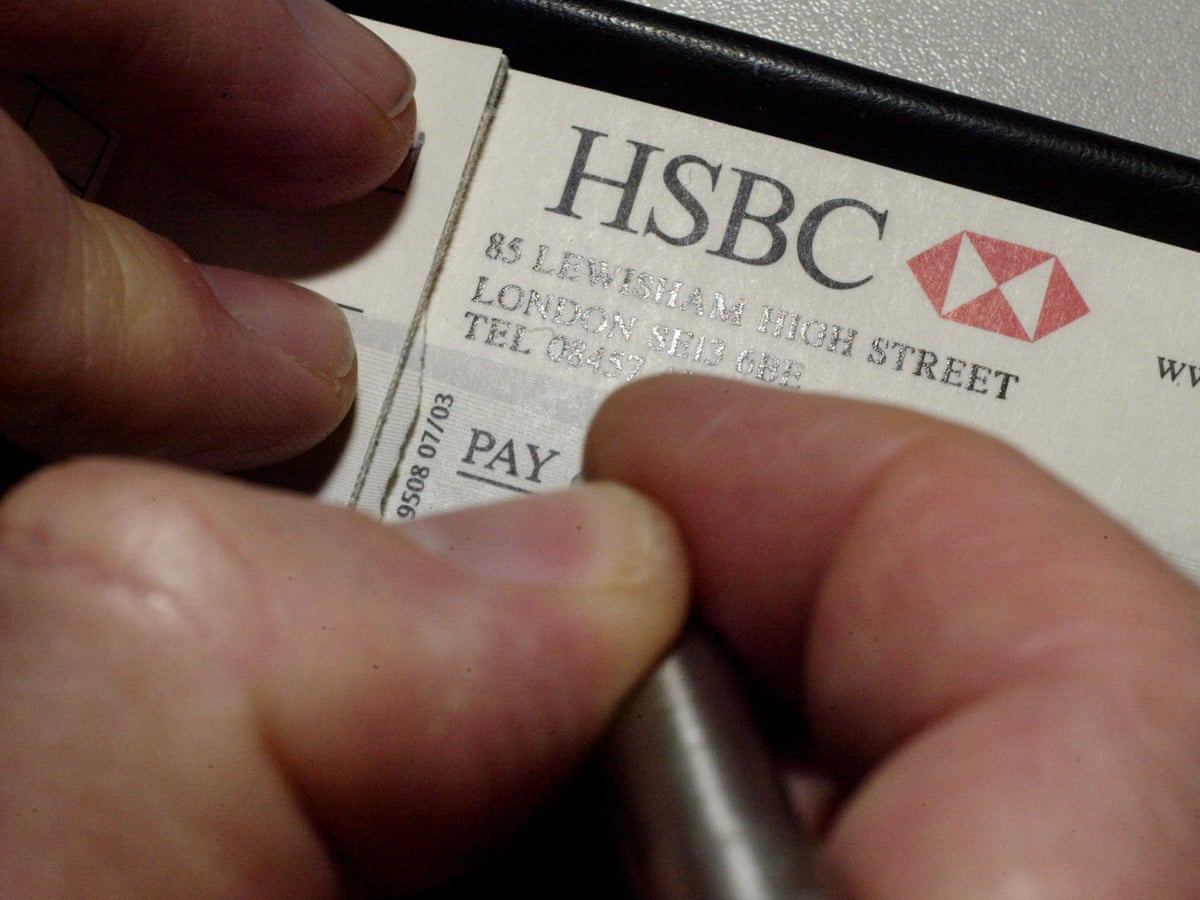 HSBC
85 LEWISHAM HIGH STREET
LONDON SE13 6BE
TEL 08457
PAY
9508 07/03